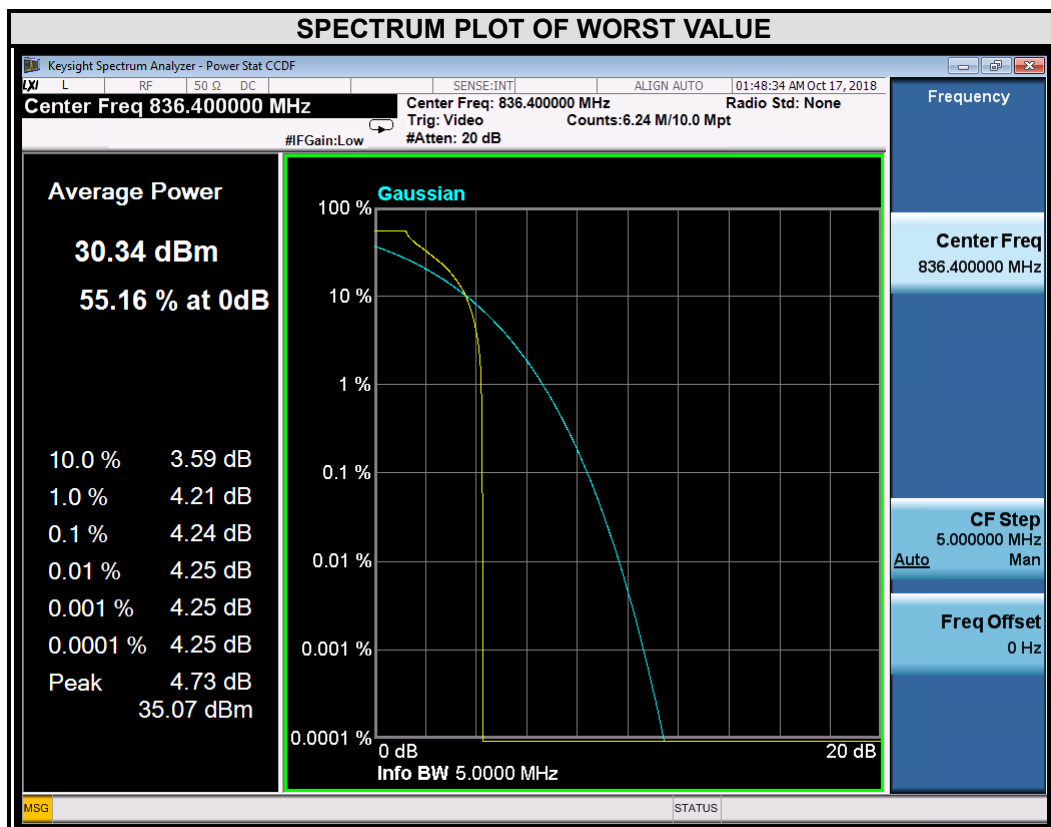 SPECTRUM PLOT OF WORST VALUE
Keysight Spectrum Analyzer - Power Stat CCDF
LXI L RF 50 Ω DC SENSE:INT ALIGN AUTO 01:48:34 AM Oct 17, 2018
Center Freq 836.400000 MHz
Center Freq: 836.400000 MHz Radio Std: None
Trig: Video Counts:6.24 M/10.0 Mpt
#IFGain:Low #Atten: 20 dB
Frequency
Average Power
30.34 dBm
55.16 % at 0dB
10.0 % 3.59 dB
1.0 % 4.21 dB
0.1 % 4.24 dB
0.01 % 4.25 dB
0.001 % 4.25 dB
0.0001 % 4.25 dB
Peak 4.73 dB
35.07 dBm
Gaussian
100 %
10 %
1 %
0.1 %
0.01 %
0.001 %
0.0001 %
0 dB 20 dB
Info BW 5.0000 MHz
Center Freq
836.400000 MHz
CF Step
5.000000 MHz
Auto Man
Freq Offset
0 Hz
MSG STATUS